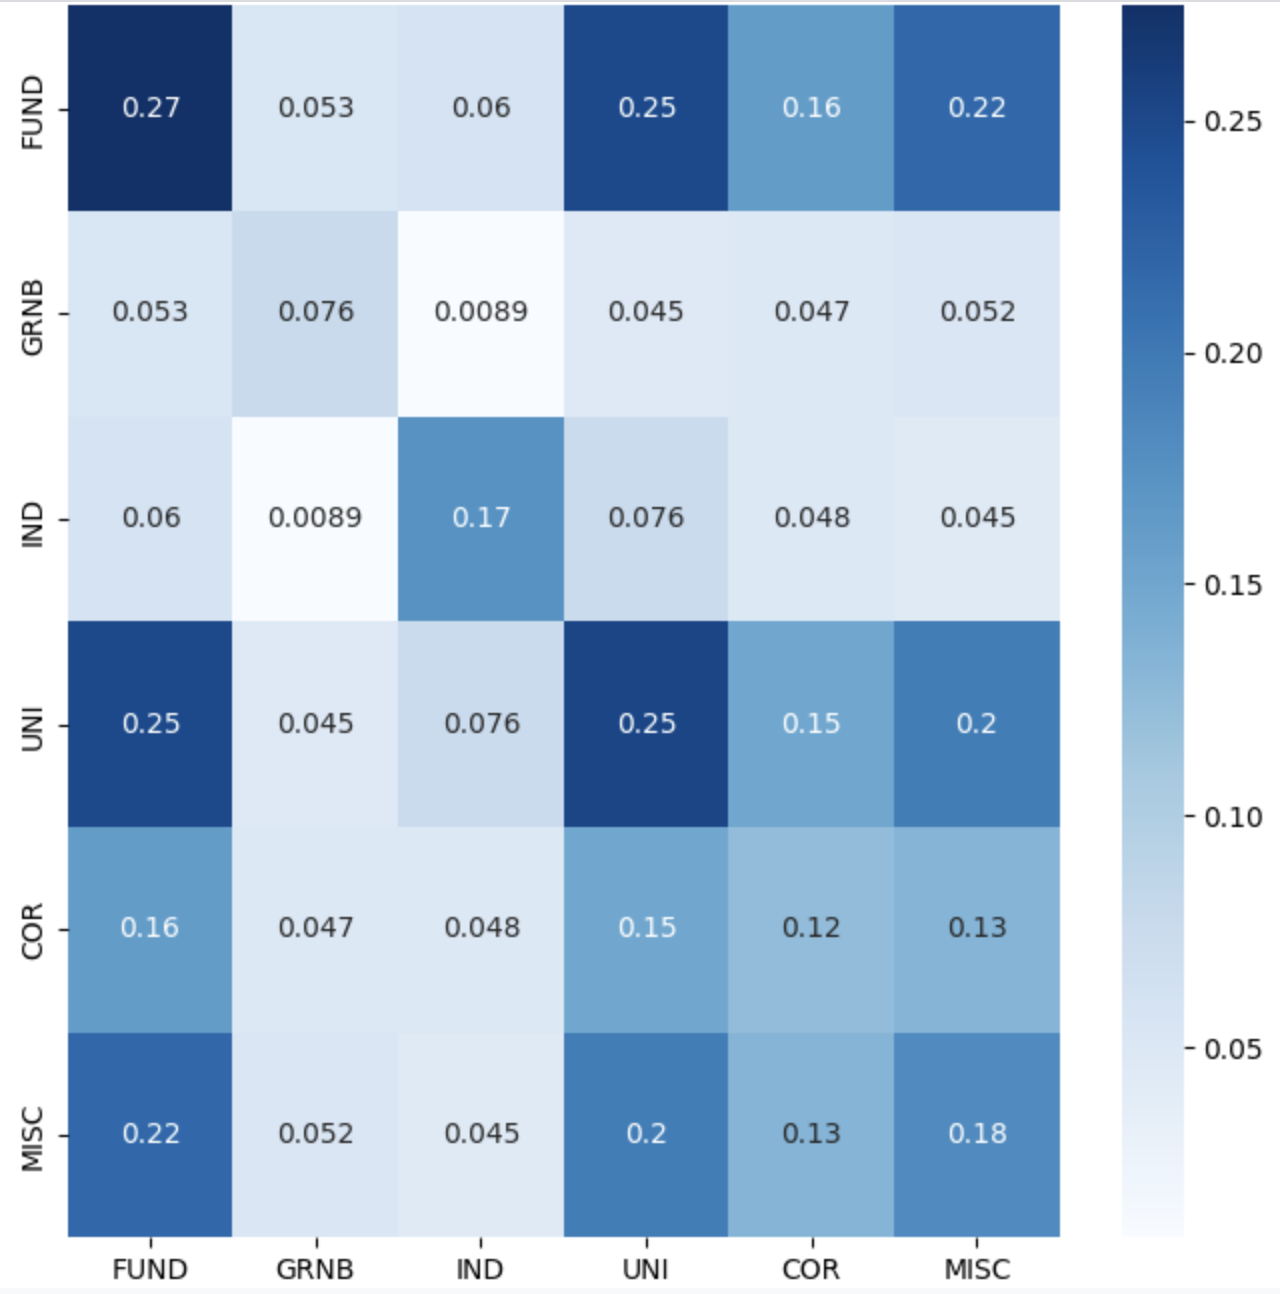 FUND 0.27 0.053 0.06 0.25 0.16 0.22
GRNB 0.053 0.076 0.0089 0.045 0.047 0.052
IND 0.06 0.0089 0.17 0.076 0.048 0.045
UNI 0.25 0.045 0.076 0.25 0.15 0.2
COR 0.16 0.047 0.048 0.15 0.12 0.13
MISC 0.22 0.052 0.045 0.2 0.13 0.18
FUND GRNB IND UNI COR MISC
0.25
0.20
0.15
0.10
0.05